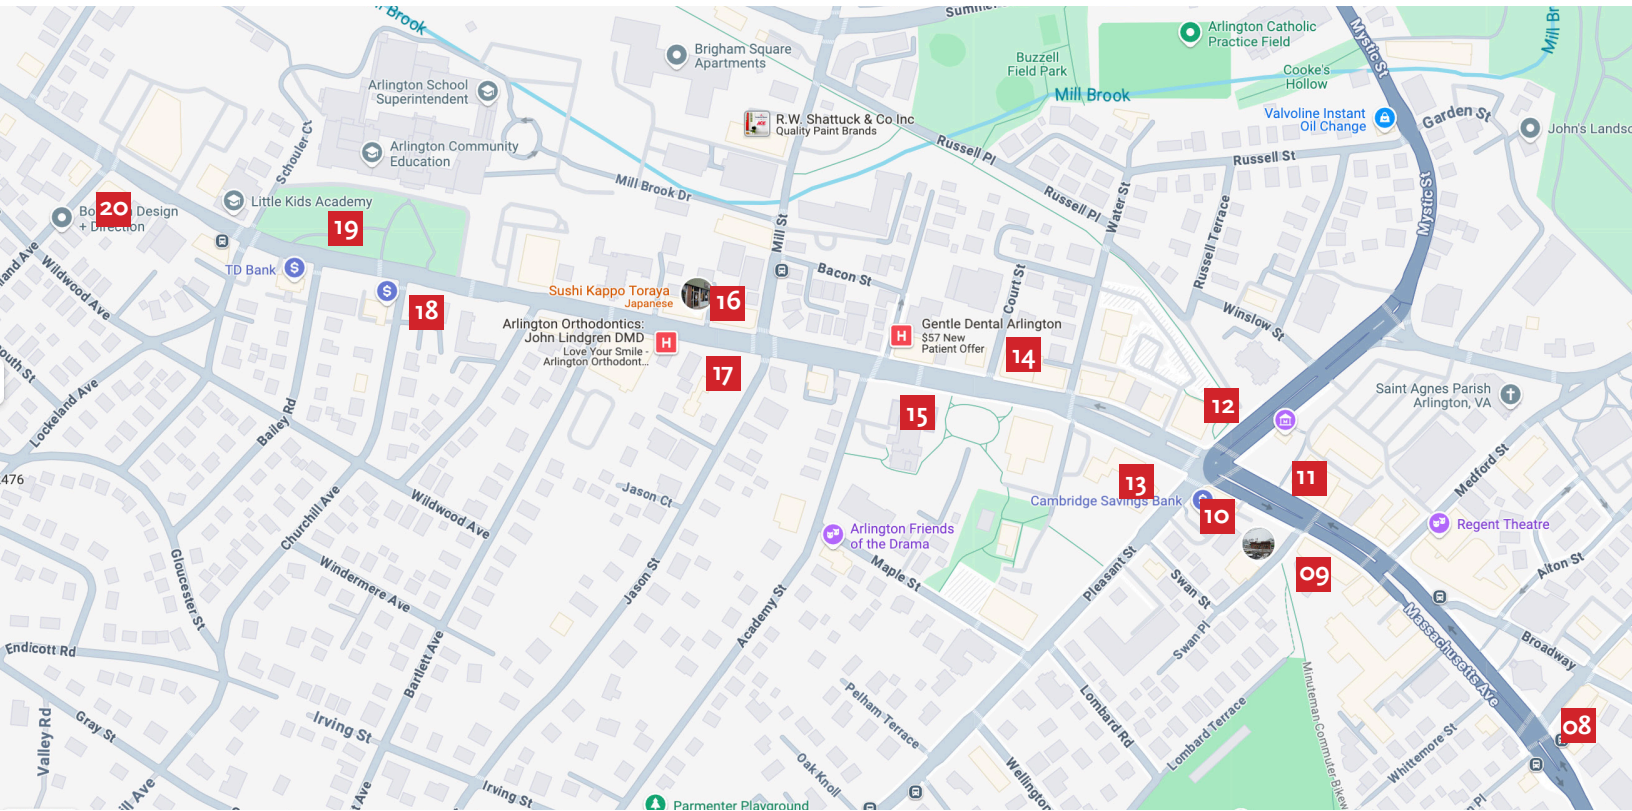 Mill Brook
Summer
Mystic St
Mill Br
Brigham Square
Apartments
Arlington Catholic
Practice Field
Buzzell
Field Park
Cooke's
Hollow
Arlington School
Superintendent
Mill Brook
Valvoline Instant
Oil Change
Garden St
John's Landsc
R.W. Shattuck & Co Inc
Quality Paint Brands
Schouler Ct
Arlington Community
Education
Russell Pl
Russell St
Mill Brook Dr
Russell Pl
Water St
Mystic St
Little Kids Academy
20
Design
+ Direction
19
Mill St
Russell Terrace
Wildwood Ave
TD Bank
Bacon St
Court St
Sushi Kappo Toraya
Japanese
16
18
Winslow St
Arlington Orthodontics:
John Lindgren DMD
Love Your Smile -
Arlington Orthodont...
Gentle Dental Arlington
$57 New
Patient Offer
14
17
outh St
Lockeland Ave
Bailey Rd
15
12
Saint Agnes Parish
Arlington, VA
476
13
11
Medford St
Cambridge Savings Bank
10
Jason Ct
Wildwood Ave
Churchill Ave
Arlington Friends
of the Drama
Regent Theatre
Gloucester St
Windermere Ave
Jason St
Maple St
Pleasant St
Swan St
09
Alton St
Academy St
Massachusetts Ave
Broadway
Swan Pl
Endicott Rd
Bartlett Ave
Minuteman Commuter Bikew
Pelham Terrace
Lombard Rd
Lombard Terrace
08
Gray St
Valley Rd
Irving St
Whittemore St
Oak Knoll
Wellington
Irving St
Parmenter Playground
ill Ave
t Ave
n Pl